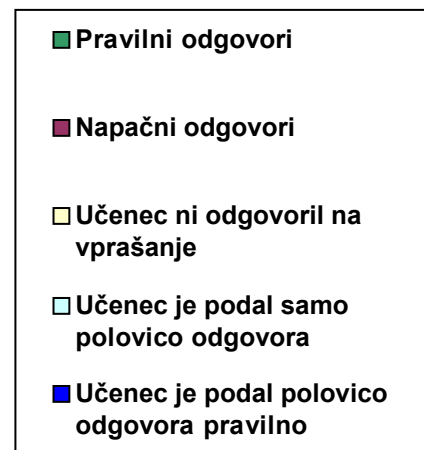 Pravilni odgovori
Napačni odgovori
Učenec ni odgovoril na
vprašanje
Učenec je podal samo
polovico odgovora
Učenec je podal polovico
odgovora pravilno